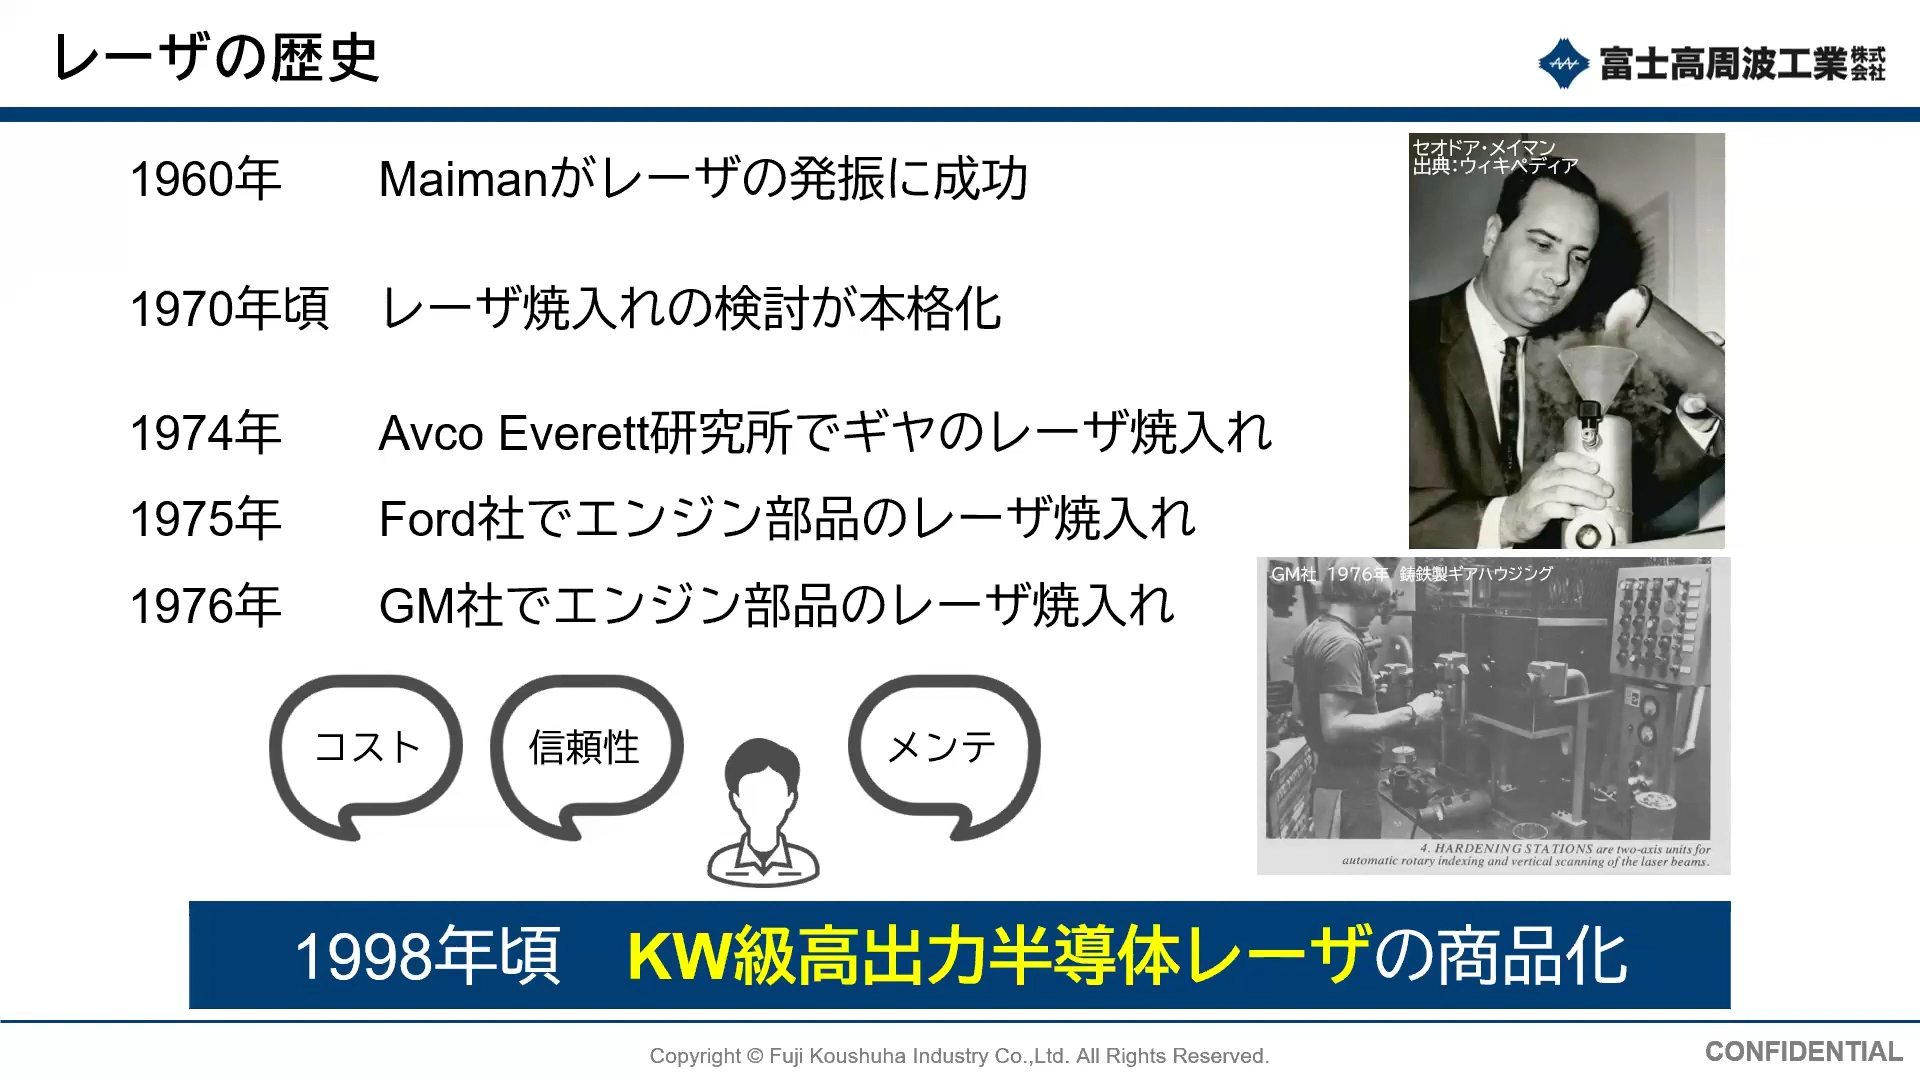 レーザの歴史
富士高周波工業株式会社
1960年 Maimanがレーザの発振に成功
1970年頃 レーザ焼入れの検討が本格化
1974年 Avco Everett研究所でギヤのレーザ焼入れ
1975年 Ford社でエンジン部品のレーザ焼入れ
1976年 GM社でエンジン部品のレーザ焼入れ
セオドア・メイマン
出典：ウィキペディア
GM社 1976年 鋳鉄製ギアハウジング
4. HARDENING STATIONS are two-axis units for
automatic rotary indexing and vertical scanning of the laser beams.
コスト
信頼性
メンテ
1998年頃 KW級高出力半導体レーザの商品化
Copyright © Fuji Koushuha Industry Co.,Ltd. All Rights Reserved.
CONFIDENTIAL